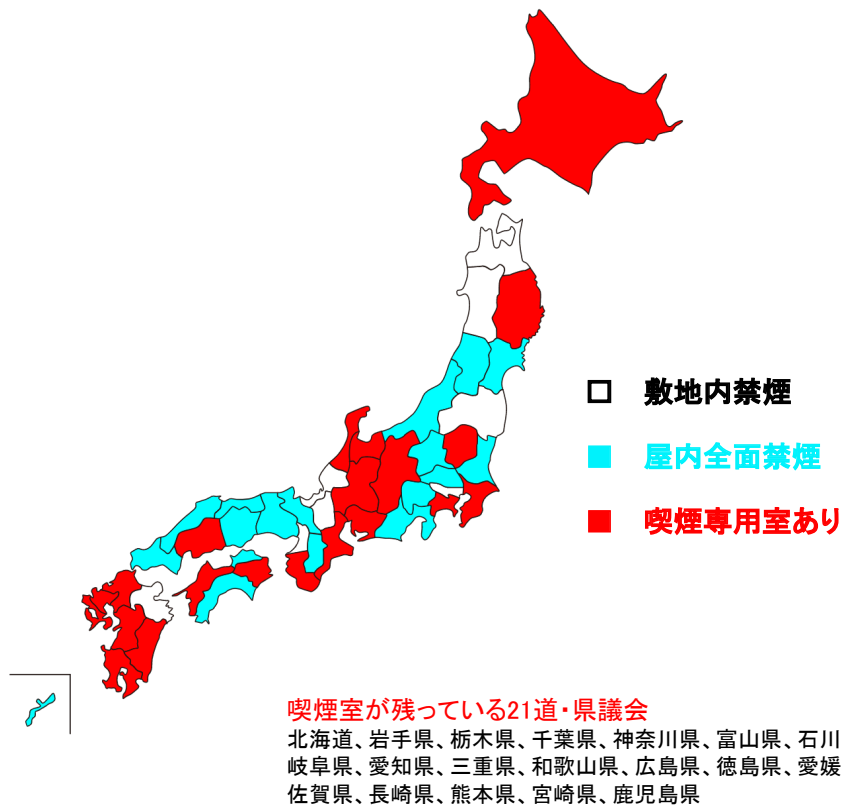 敷地内禁煙
屋内全面禁煙
喫煙専用室あり
喫煙室が残っている21道・県議会
北海道、岩手県、栃木県、千葉県、神奈川県、富山県、石川
岐阜県、愛知県、三重県、和歌山県、広島県、徳島県、愛媛
佐賀県、長崎県、熊本県、宮崎県、鹿児島県